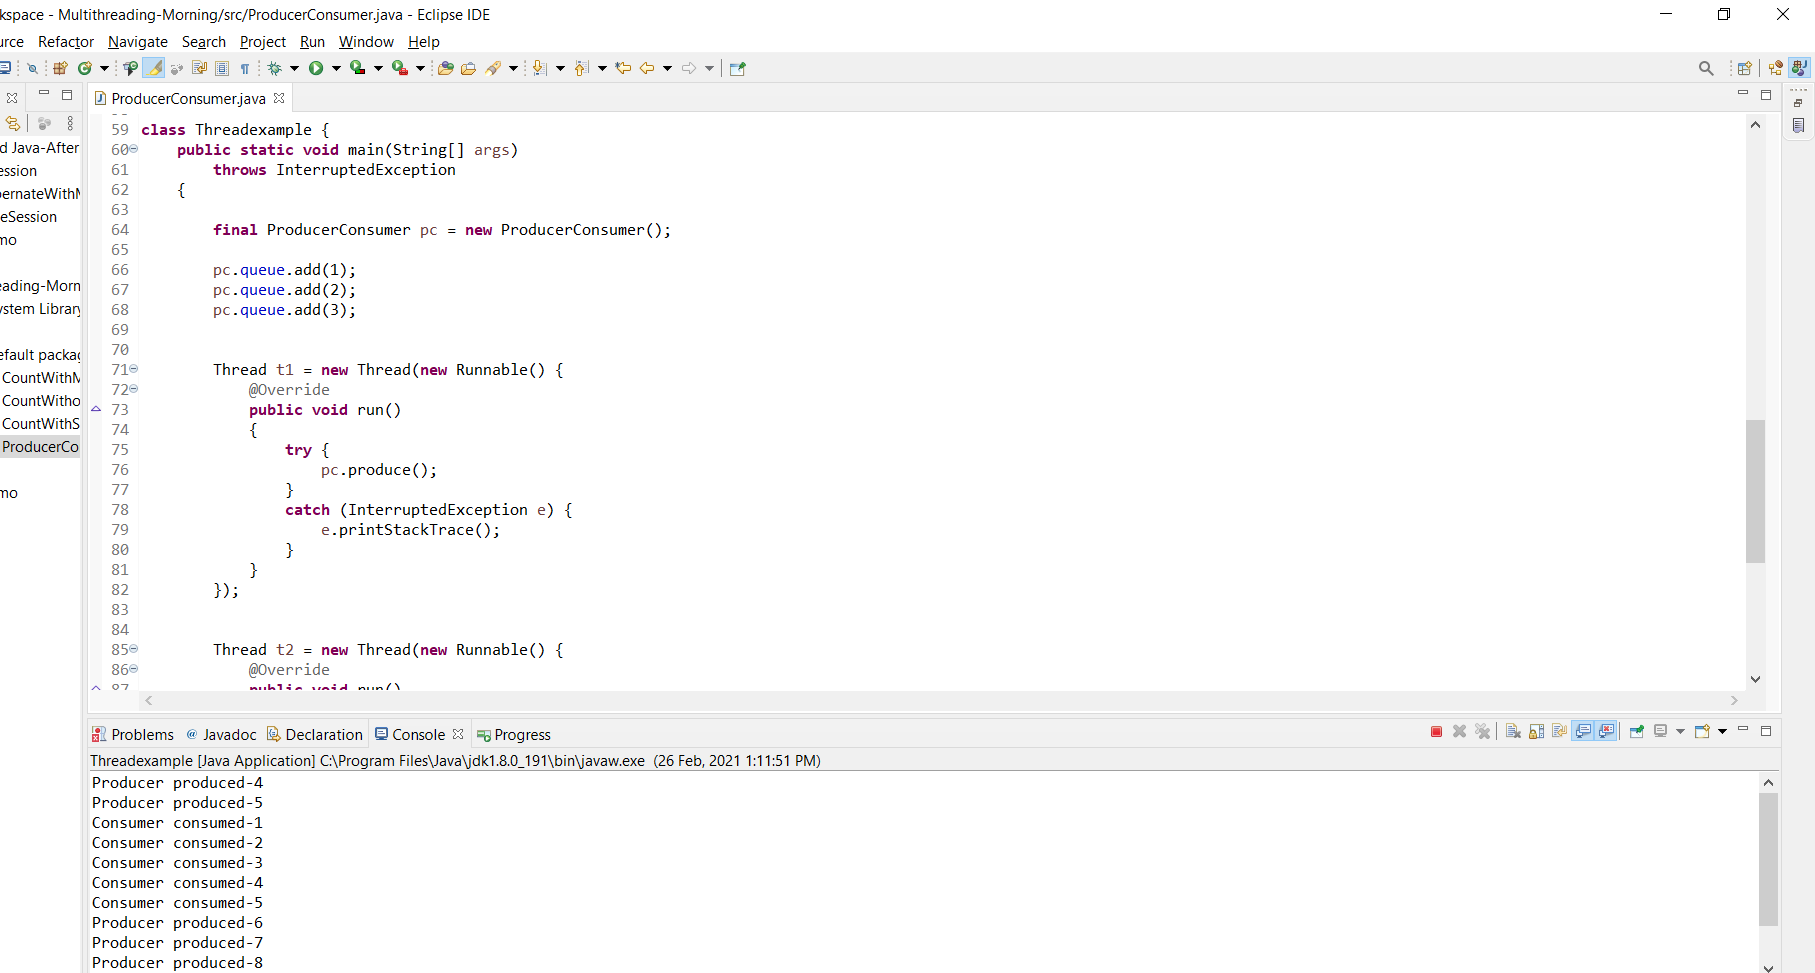 kspace - Multithreading-Morning/src/ProducerConsumer.java - Eclipse IDE
urce Refactor Navigate Search Project Run Window Help
ProducerConsumer.java
d Java-After
ession
bernateWithM
eSession
mo
eading-Morn
ystem Library
efault packag
CountWithM
CountWitho
CountWithS
ProducerCo
mo
59 class Threadexample {
60 public static void main(String[] args)
61 throws InterruptedException
62 {
63
64 final ProducerConsumer pc = new ProducerConsumer();
65
66 pc.queue.add(1);
67 pc.queue.add(2);
68 pc.queue.add(3);
69
70
71 Thread t1 = new Thread(new Runnable() {
72 @Override
73 public void run()
74 {
75 try {
76 pc.produce();
77 }
78 catch (InterruptedException e) {
79 e.printStackTrace();
80 }
81 }
82 });
83
84
85 Thread t2 = new Thread(new Runnable() {
86 @Override
87 public void run()
Problems @ Javadoc Declaration Console Progress
Threadexample [Java Application] C:\Program Files\Java\jdk1.8.0_191\bin\javaw.exe (26 Feb, 2021 1:11:51 PM)
Producer produced-4
Producer produced-5
Consumer consumed-1
Consumer consumed-2
Consumer consumed-3
Consumer consumed-4
Consumer consumed-5
Producer produced-6
Producer produced-7
Producer produced-8